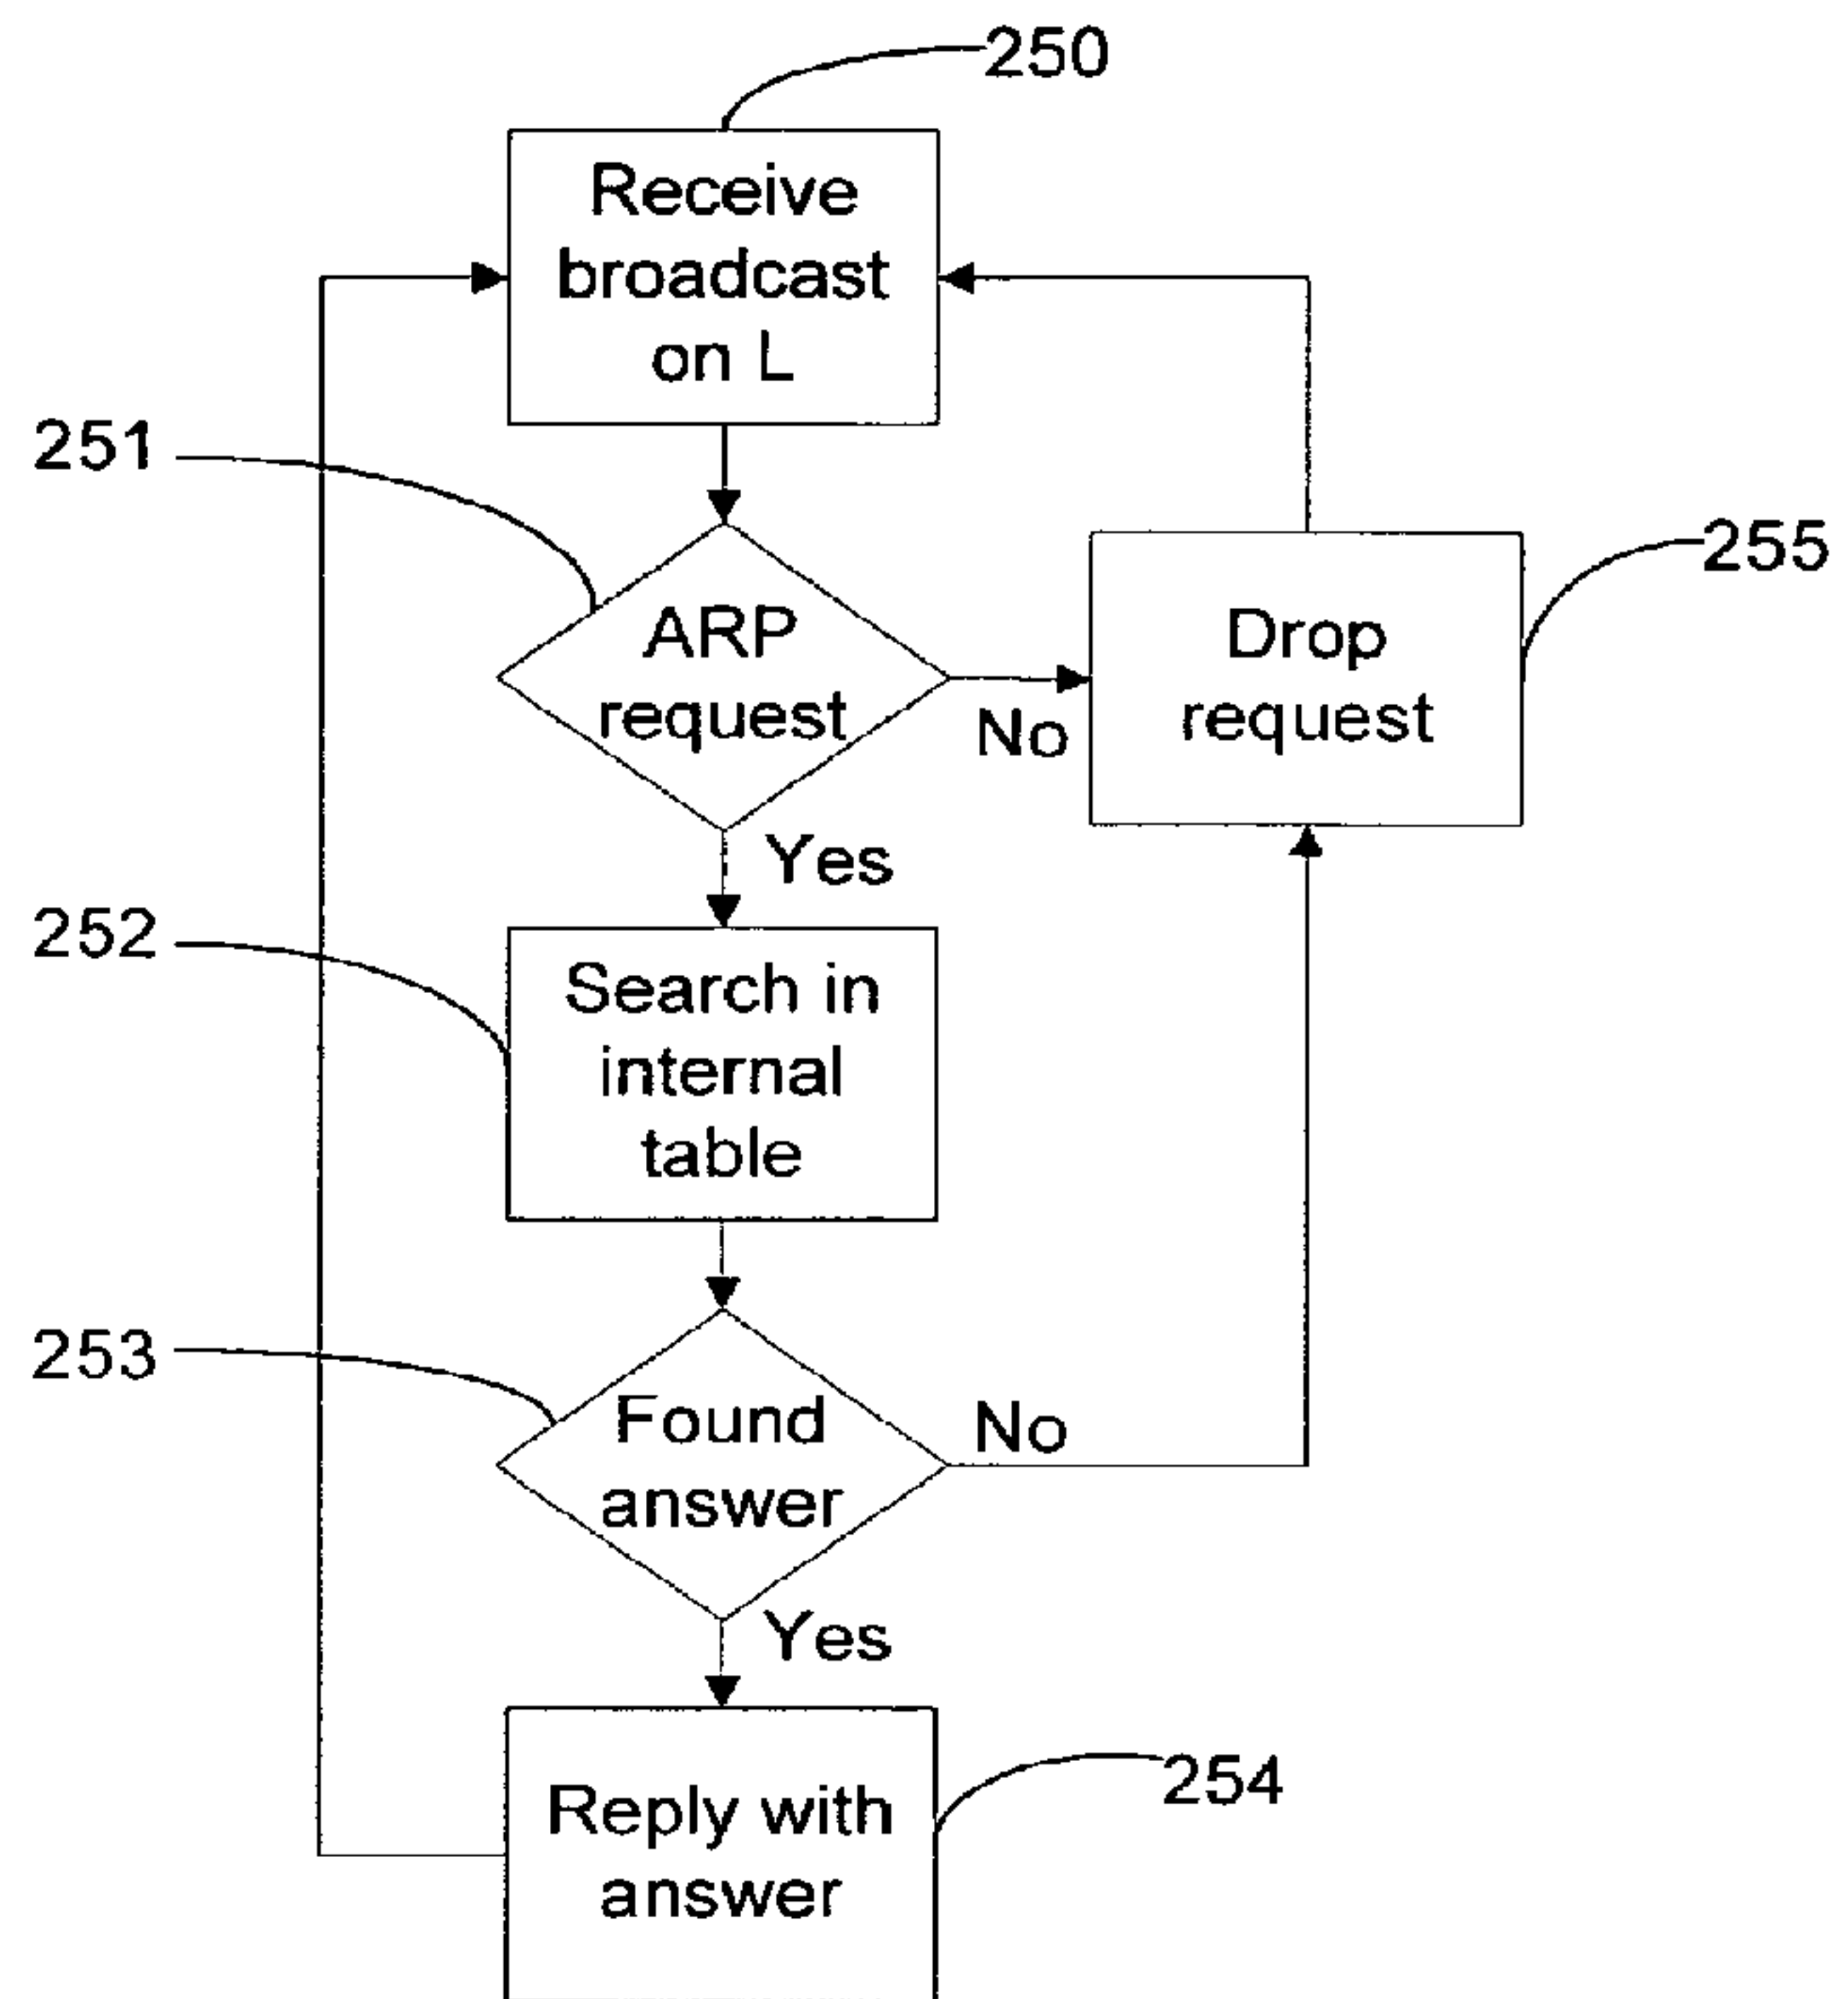 250
Receive
broadcast
on L
251
ARP
request
No
Drop
request
255
Yes
252
Search in
internal
table
253
Found
answer
No
Yes
Reply with
answer
254